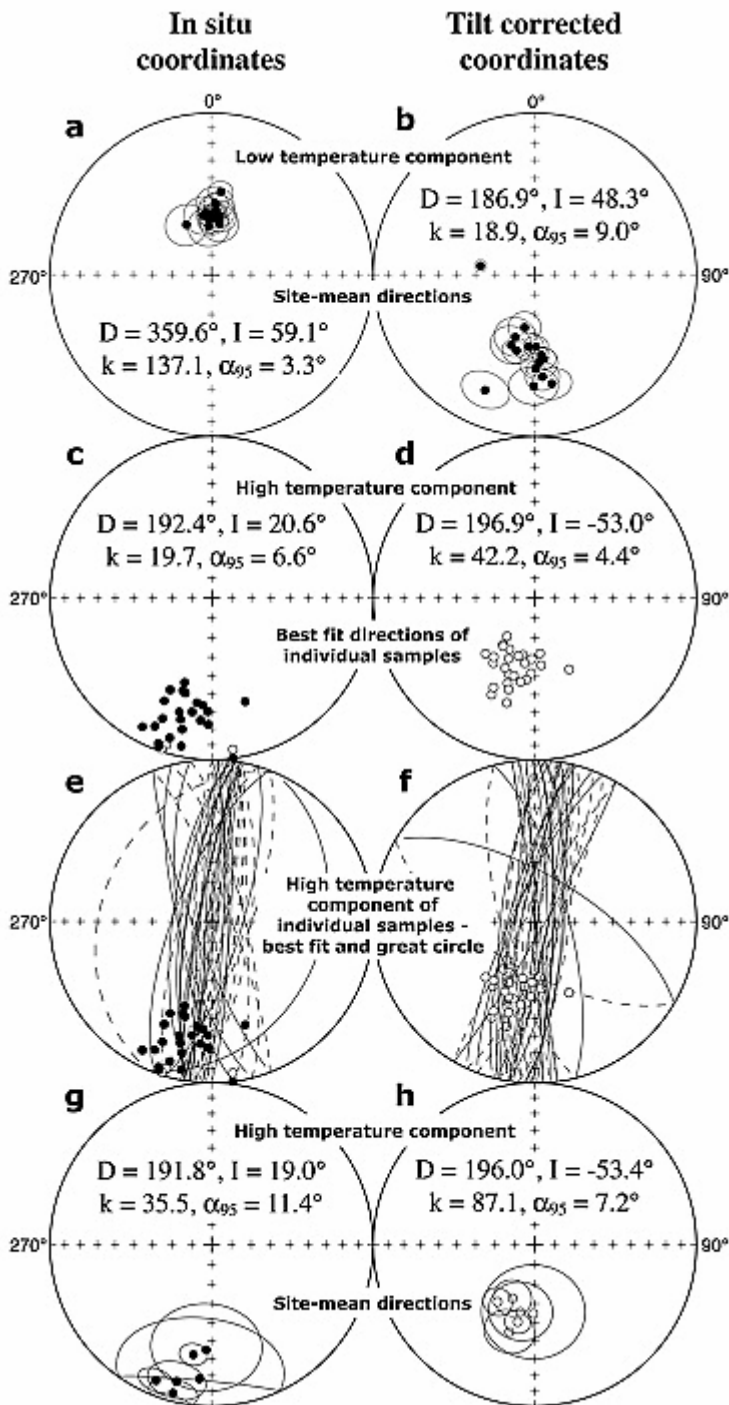 In situ coordinates
Tilt corrected coordinates
0°
0°
a
b
Low temperature component
D = 186.9°, I = 48.3°
k = 18.9, α95 = 9.0°
270°
90°
Site-mean directions
D = 359.6°, I = 59.1°
k = 137.1, α95 = 3.3°
c
d
High temperature component
D = 192.4°, I = 20.6°
k = 19.7, α95 = 6.6°
D = 196.9°, I = -53.0°
k = 42.2, α95 = 4.4°
270°
90°
Best fit directions of
individual samples
e
f
High temperature
component of
individual samples -
best fit and great circle
270°
90°
g
h
High temperature component
D = 191.8°, I = 19.0°
k = 35.5, α95 = 11.4°
D = 196.0°, I = -53.4°
k = 87.1, α95 = 7.2°
270°
90°
Site-mean directions